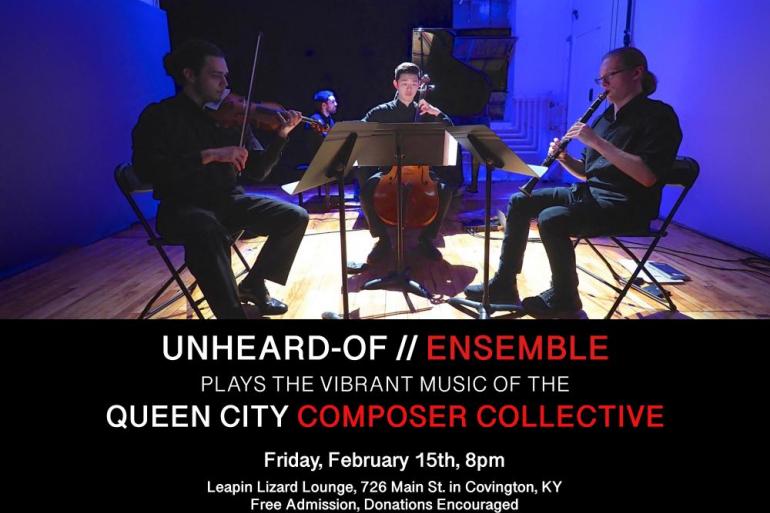 UNHEARD-OF // ENSEMBLE
PLAYS THE VIBRANT MUSIC OF THE
QUEEN CITY COMPOSER COLLECTIVE
Friday, February 15th, 8pm
Leapin Lizard Lounge, 726 Main St. in Covington, KY
Free Admission, Donations Encouraged